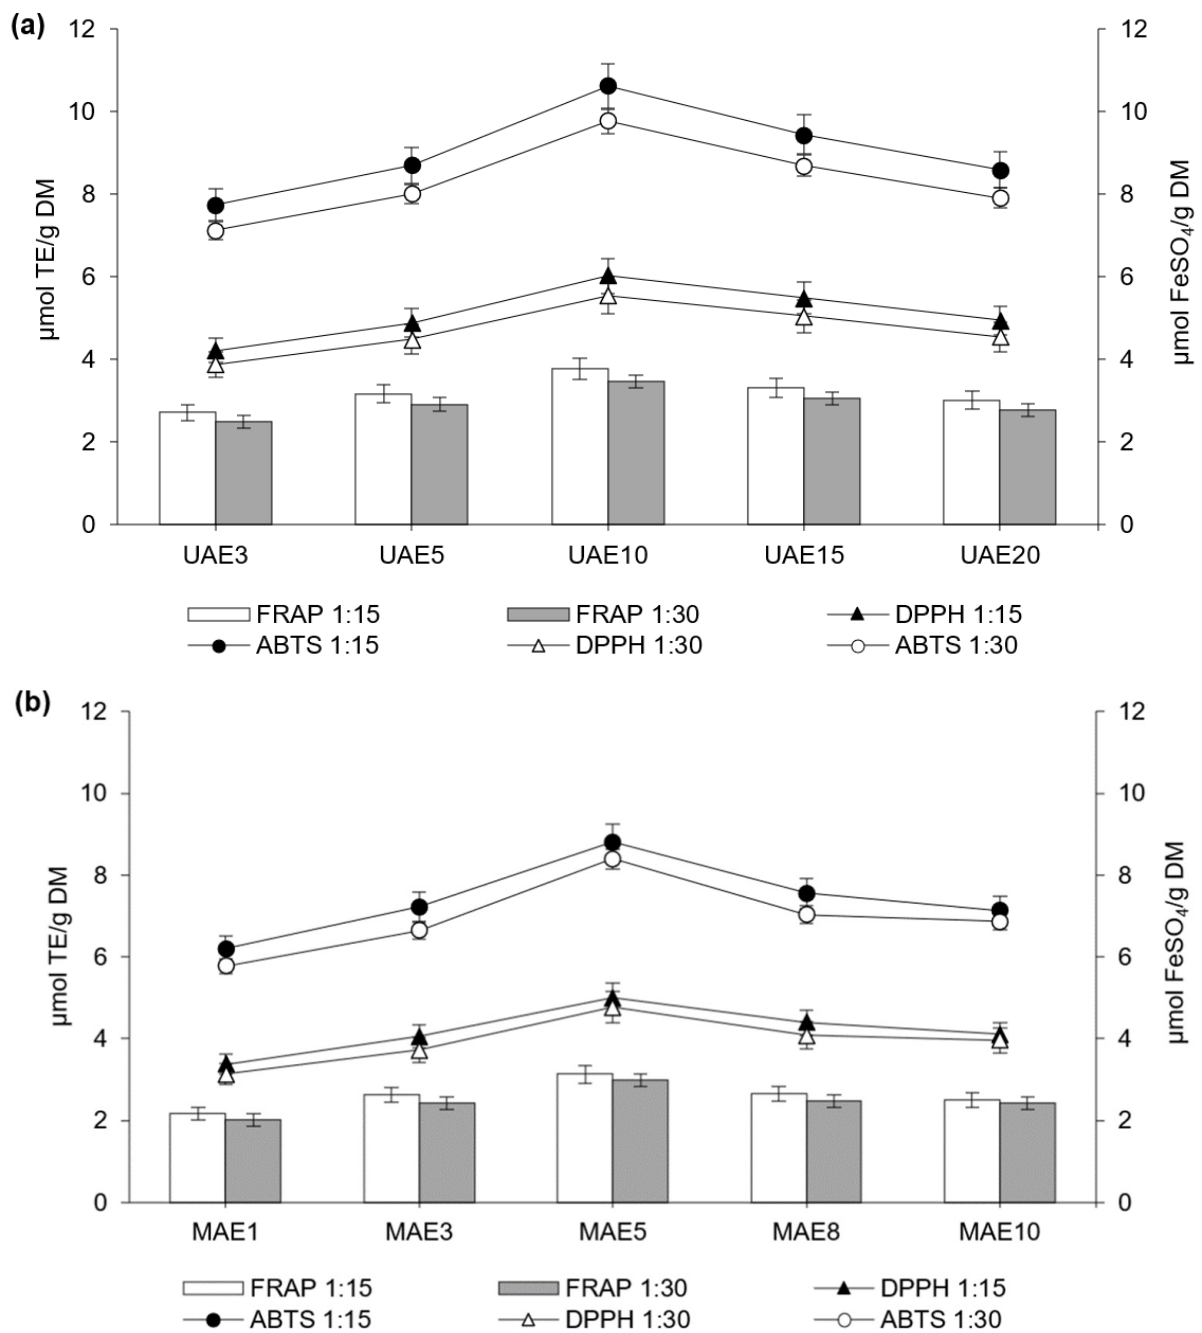 (a)
12 12
10 10
8 8
6 6
4 4
2 2
0 0
µmol TE/g DM
µmol FeSO₄/g DM
UAE3 UAE5 UAE10 UAE15 UAE20
FRAP 1:15 FRAP 1:30 DPPH 1:15
ABTS 1:15 DPPH 1:30 ABTS 1:30
(b)
12 12
10 10
8 8
6 6
4 4
2 2
0 0
µmol TE/g DM
µmol FeSO₄/g DM
MAE1 MAE3 MAE5 MAE8 MAE10
FRAP 1:15 FRAP 1:30 DPPH 1:15
ABTS 1:15 DPPH 1:30 ABTS 1:30